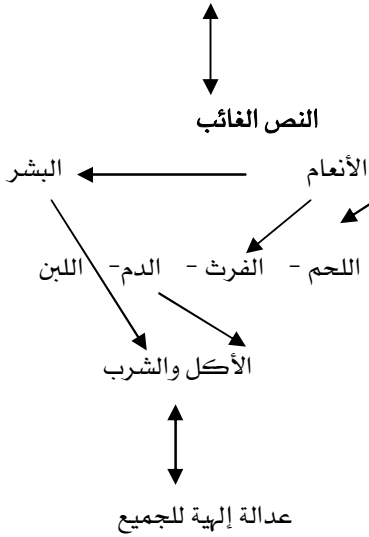 النص الغائب
الأنعام البشر
اللحم - الفرث - الدم- اللبن
الأكل والشرب
عدالة إلهية للجميع